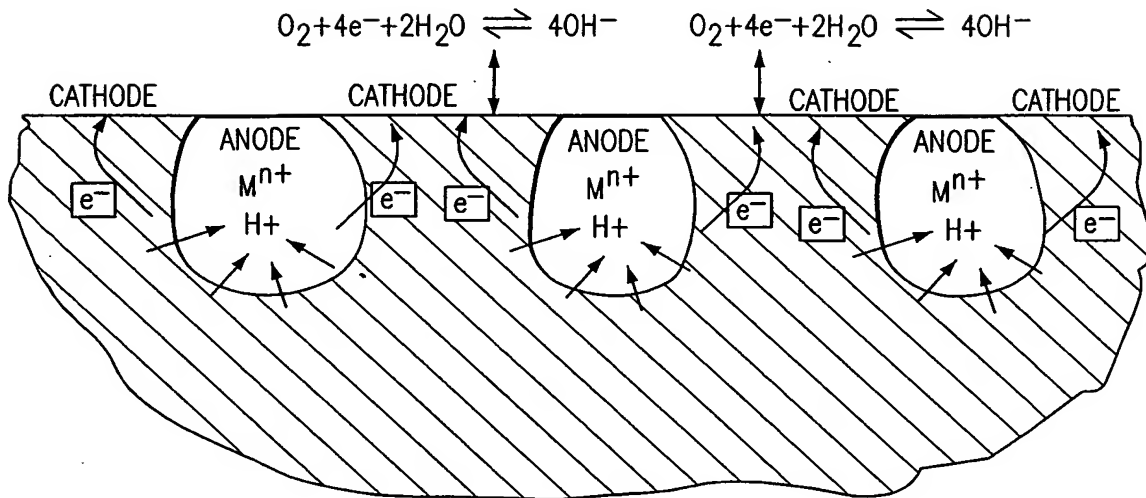 O₂+4e⁻+2H₂O ⇌ 4OH⁻ O₂+4e⁻+2H₂O ⇌ 4OH⁻
CATHODE CATHODE CATHODE CATHODE
ANODE ANODE ANODE
Mⁿ⁺ Mⁿ⁺ Mⁿ⁺
e⁻ e⁻ e⁻ e⁻ e⁻ e⁻
H+ H+ H+